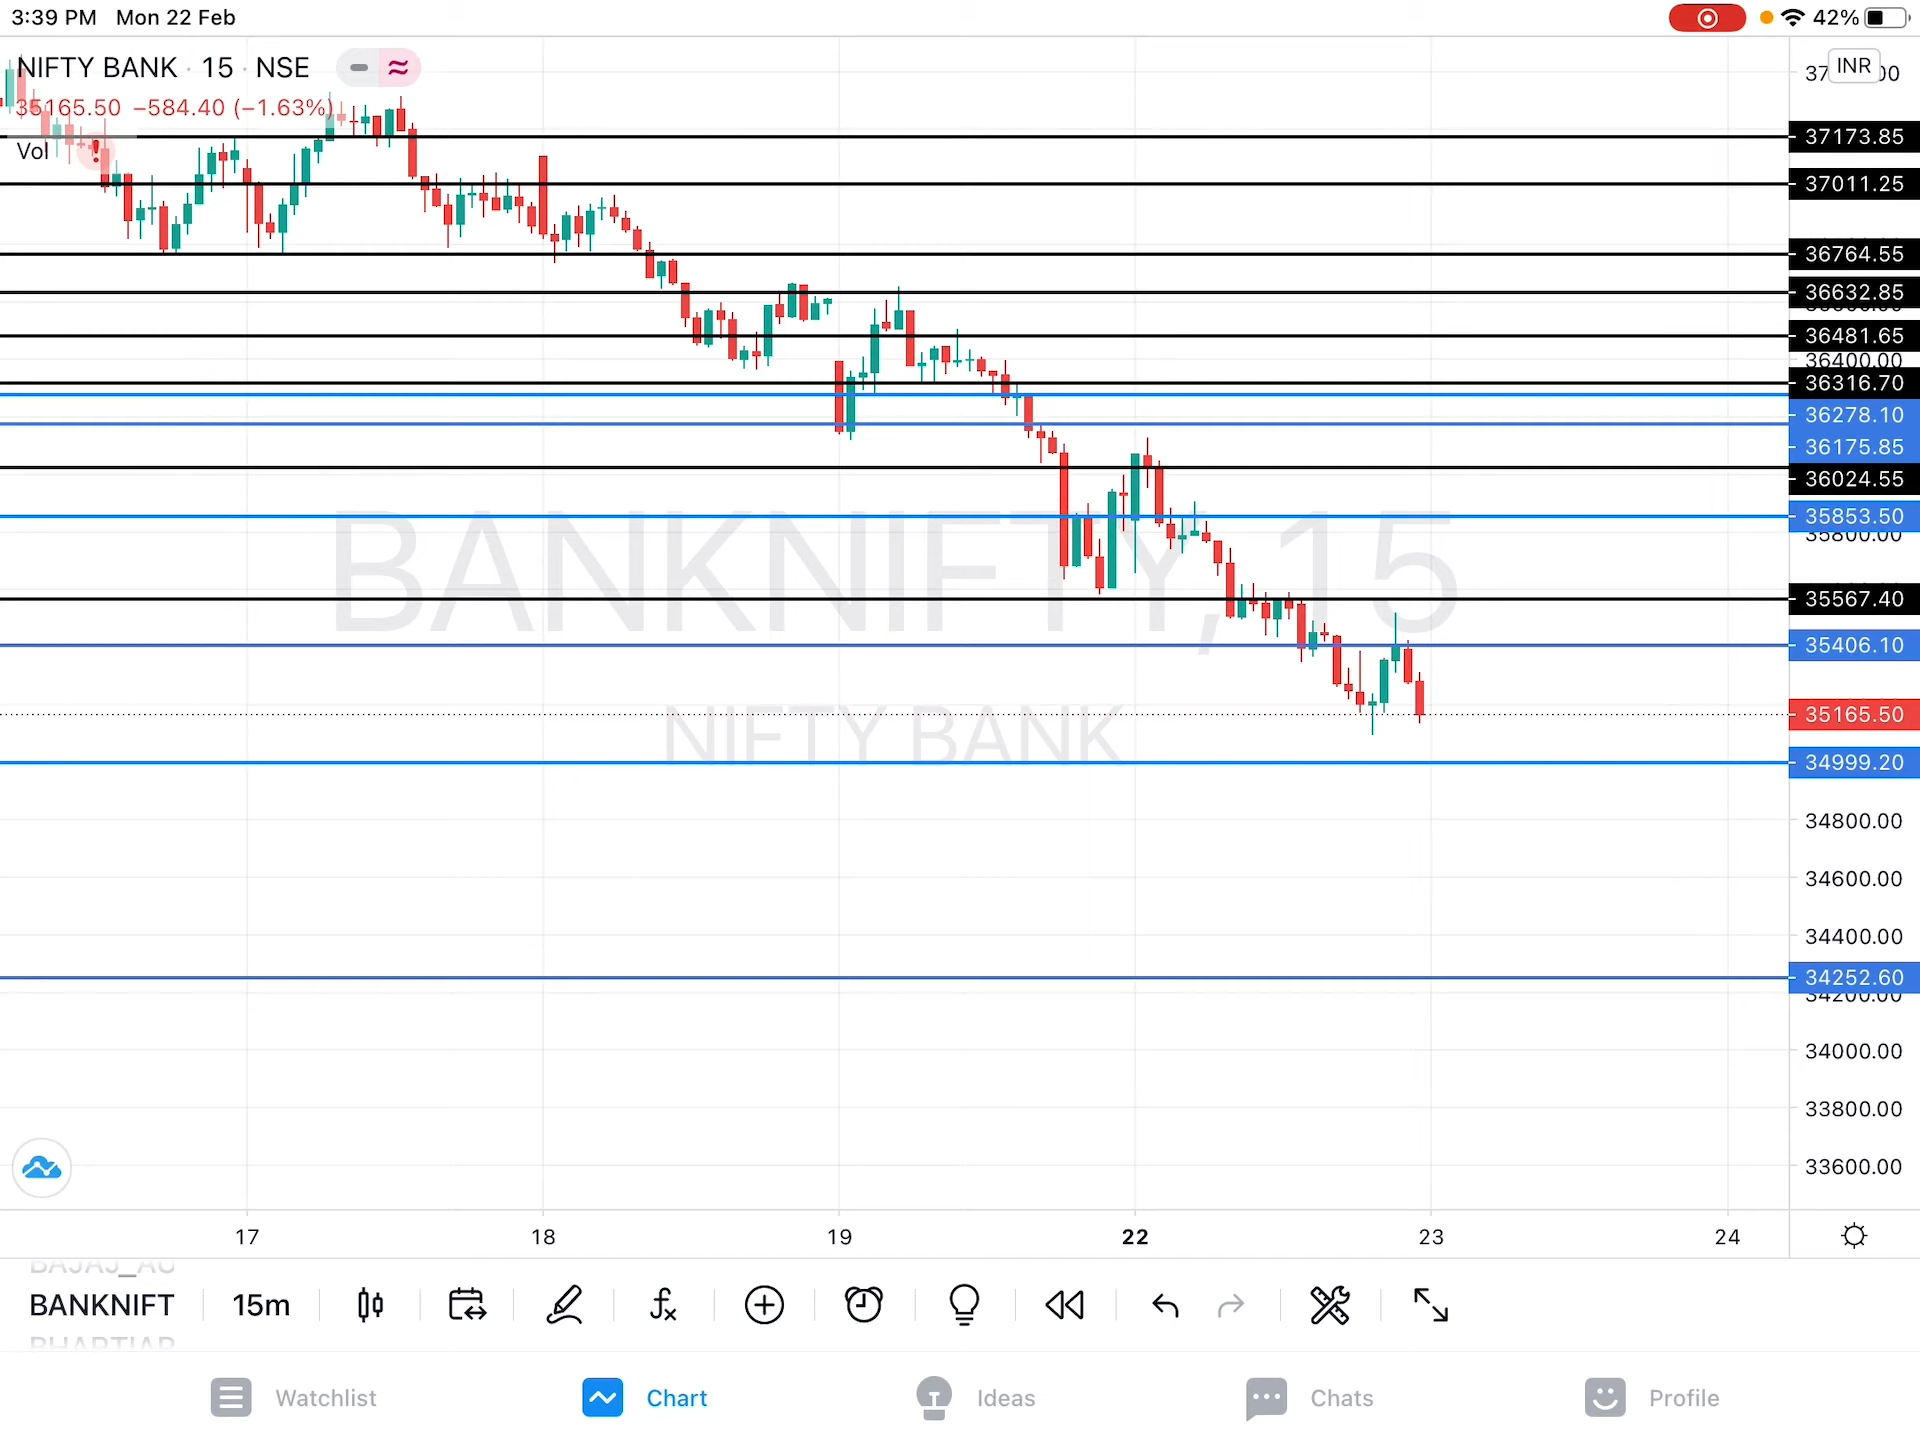 3:39 PM Mon 22 Feb
42%
NIFTY BANK · 15 · NSE
INR
35165.50 −584.40 (−1.63%)
Vol
37173.85
37011.25
36764.55
36632.85
36481.65
36400.00
36316.70
36278.10
36175.85
36024.55
35853.50
35800.00
35567.40
35406.10
35165.50
34999.20
34800.00
34600.00
34400.00
34252.60
34200.00
34000.00
33800.00
33600.00
BANKNIFTY, 15
NIFTY BANK
17 18 19 22 23 24
BANKNIFT 15m
Watchlist Chart Ideas Chats Profile